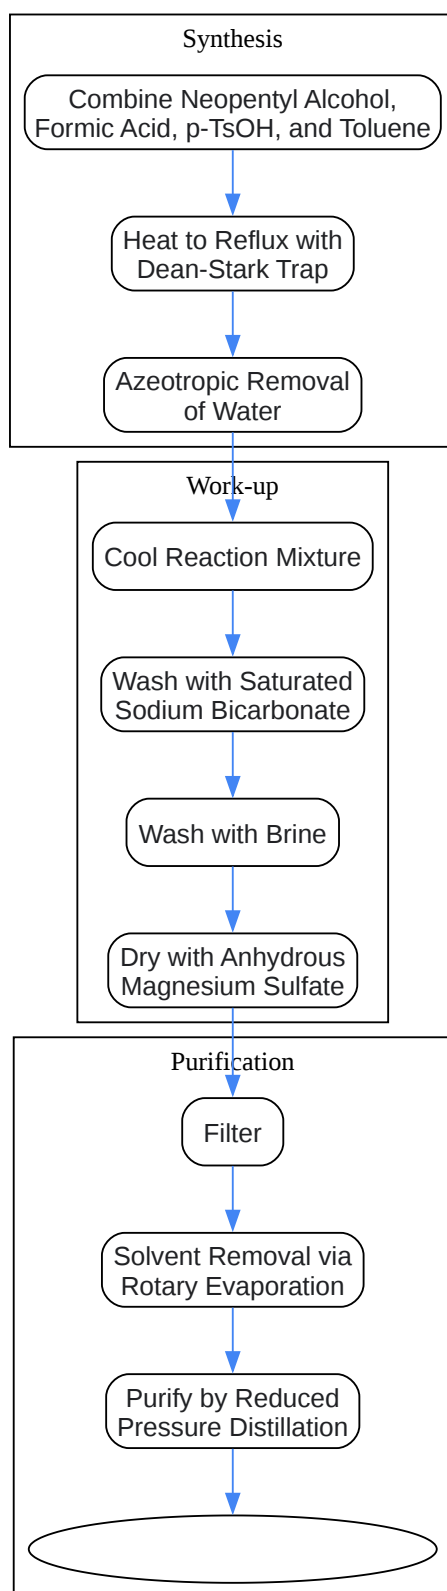 Synthesis
Combine Neopentyl Alcohol,
Formic Acid, p-TsOH, and Toluene
Heat to Reflux with
Dean-Stark Trap
Azeotropic Removal
of Water
Work-up
Cool Reaction Mixture
Wash with Saturated
Sodium Bicarbonate
Wash with Brine
Dry with Anhydrous
Magnesium Sulfate
Purification
Filter
Solvent Removal via
Rotary Evaporation
Purify by Reduced
Pressure Distillation